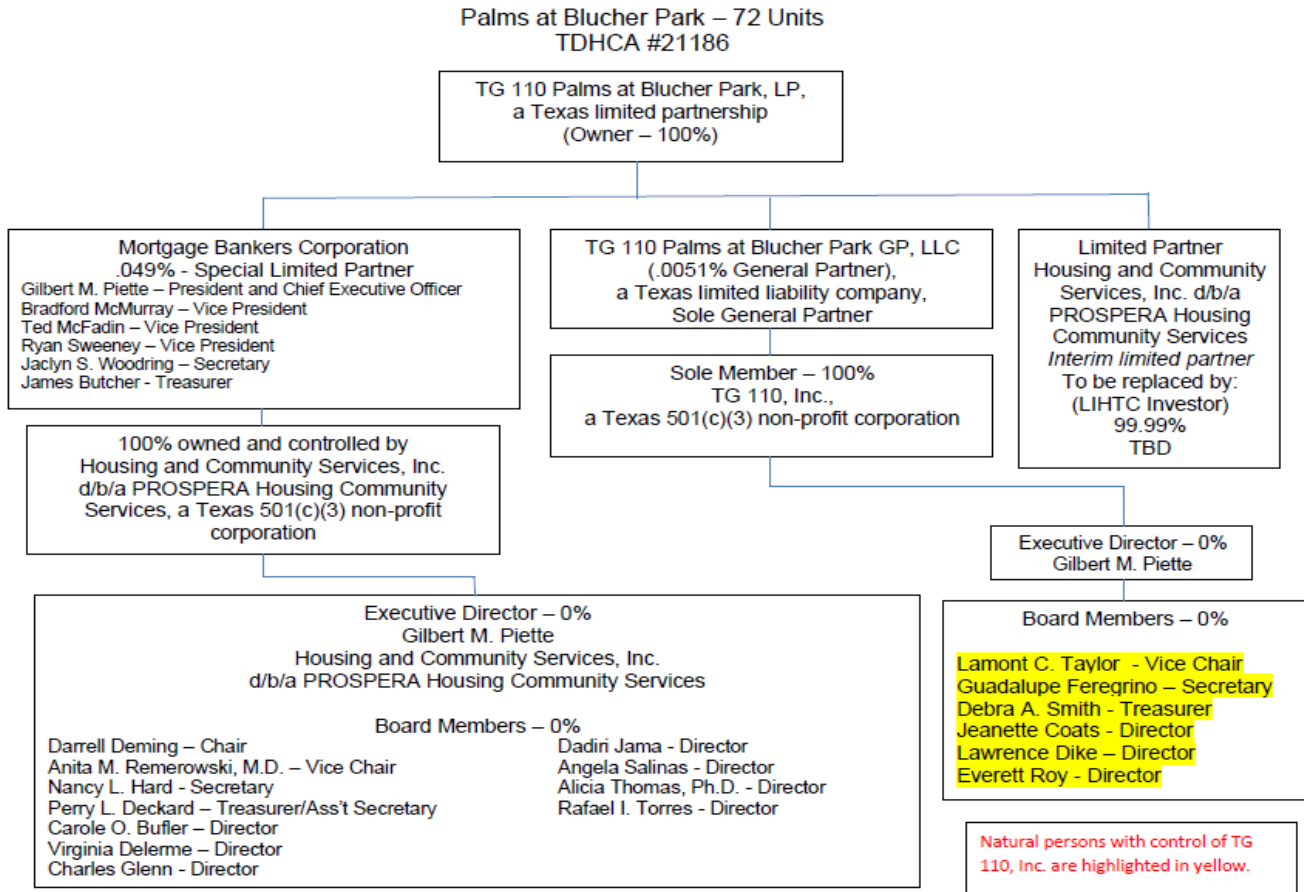 Palms at Blucher Park – 72 Units
TDHCA #21186
TG 110 Palms at Blucher Park, LP,
a Texas limited partnership
(Owner – 100%)
Mortgage Bankers Corporation
.049% - Special Limited Partner
Gilbert M. Piette – President and Chief Executive Officer
Bradford McMurray – Vice President
Ted McFadin – Vice President
Ryan Sweeney – Vice President
Jaclyn S. Woodring – Secretary
James Butcher - Treasurer
TG 110 Palms at Blucher Park GP, LLC
(.0051% General Partner),
a Texas limited liability company,
Sole General Partner
Limited Partner
Housing and Community
Services, Inc. d/b/a
PROSPERA Housing
Community Services
Interim limited partner
To be replaced by:
(LIHTC Investor)
99.99%
TBD
Sole Member – 100%
TG 110, Inc.,
a Texas 501(c)(3) non-profit corporation
100% owned and controlled by
Housing and Community Services, Inc.
d/b/a PROSPERA Housing Community
Services, a Texas 501(c)(3) non-profit
corporation
Executive Director – 0%
Gilbert M. Piette
Executive Director – 0%
Gilbert M. Piette
Housing and Community Services, Inc.
d/b/a PROSPERA Housing Community Services
Board Members – 0%
Darrell Deming – Chair
Anita M. Remerowski, M.D. – Vice Chair
Nancy L. Hard - Secretary
Perry L. Deckard – Treasurer/Ass't Secretary
Carole O. Bufler – Director
Virginia Delerme – Director
Charles Glenn - Director
Dadiri Jama - Director
Angela Salinas - Director
Alicia Thomas, Ph.D. - Director
Rafael I. Torres - Director
Board Members – 0%
Lamont C. Taylor - Vice Chair
Guadalupe Feregrino – Secretary
Debra A. Smith - Treasurer
Jeanette Coats - Director
Lawrence Dike – Director
Everett Roy - Director
Natural persons with control of TG
110, Inc. are highlighted in yellow.